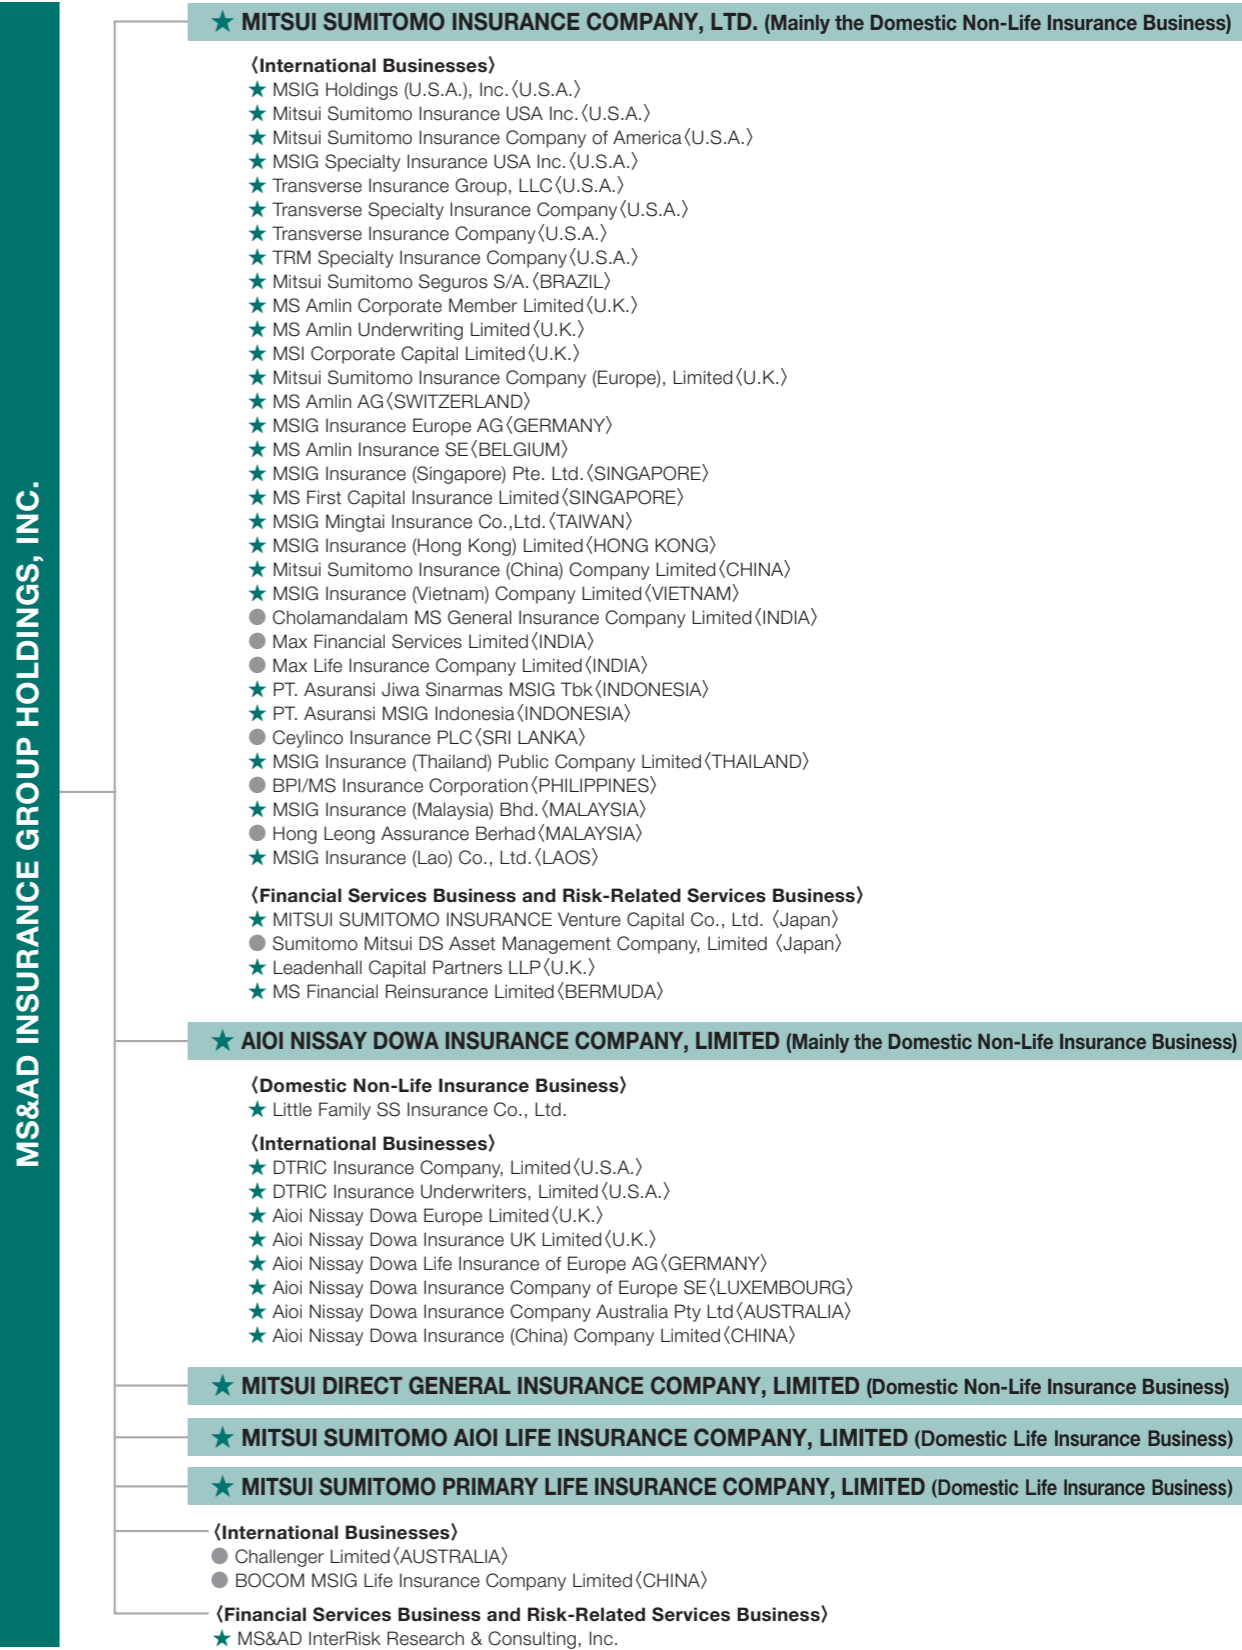 MS&AD INSURANCE GROUP HOLDINGS, INC.
★ MITSUI SUMITOMO INSURANCE COMPANY, LTD. (Mainly the Domestic Non-Life Insurance Business)
〈International Businesses〉
★ MSIG Holdings (U.S.A.), Inc.〈U.S.A.〉
★ Mitsui Sumitomo Insurance USA Inc.〈U.S.A.〉
★ Mitsui Sumitomo Insurance Company of America〈U.S.A.〉
★ MSIG Specialty Insurance USA Inc.〈U.S.A.〉
★ Transverse Insurance Group, LLC〈U.S.A.〉
★ Transverse Specialty Insurance Company〈U.S.A.〉
★ Transverse Insurance Company〈U.S.A.〉
★ TRM Specialty Insurance Company〈U.S.A.〉
★ Mitsui Sumitomo Seguros S/A.〈BRAZIL〉
★ MS Amlin Corporate Member Limited〈U.K.〉
★ MS Amlin Underwriting Limited〈U.K.〉
★ MSI Corporate Capital Limited〈U.K.〉
★ Mitsui Sumitomo Insurance Company (Europe), Limited〈U.K.〉
★ MS Amlin AG〈SWITZERLAND〉
★ MSIG Insurance Europe AG〈GERMANY〉
★ MS Amlin Insurance SE〈BELGIUM〉
★ MSIG Insurance (Singapore) Pte. Ltd.〈SINGAPORE〉
★ MS First Capital Insurance Limited〈SINGAPORE〉
★ MSIG Mingtai Insurance Co.,Ltd.〈TAIWAN〉
★ MSIG Insurance (Hong Kong) Limited〈HONG KONG〉
★ Mitsui Sumitomo Insurance (China) Company Limited〈CHINA〉
★ MSIG Insurance (Vietnam) Company Limited〈VIETNAM〉
● Cholamandalam MS General Insurance Company Limited〈INDIA〉
● Max Financial Services Limited〈INDIA〉
● Max Life Insurance Company Limited〈INDIA〉
★ PT. Asuransi Jiwa Sinarmas MSIG Tbk〈INDONESIA〉
★ PT. Asuransi MSIG Indonesia〈INDONESIA〉
● Ceylinco Insurance PLC〈SRI LANKA〉
★ MSIG Insurance (Thailand) Public Company Limited〈THAILAND〉
● BPI/MS Insurance Corporation〈PHILIPPINES〉
★ MSIG Insurance (Malaysia) Bhd.〈MALAYSIA〉
● Hong Leong Assurance Berhad〈MALAYSIA〉
★ MSIG Insurance (Lao) Co., Ltd.〈LAOS〉
〈Financial Services Business and Risk-Related Services Business〉
★ MITSUI SUMITOMO INSURANCE Venture Capital Co., Ltd. 〈Japan〉
● Sumitomo Mitsui DS Asset Management Company, Limited 〈Japan〉
★ Leadenhall Capital Partners LLP〈U.K.〉
★ MS Financial Reinsurance Limited〈BERMUDA〉
★ AIOI NISSAY DOWA INSURANCE COMPANY, LIMITED (Mainly the Domestic Non-Life Insurance Business)
〈Domestic Non-Life Insurance Business〉
★ Little Family SS Insurance Co., Ltd.
〈International Businesses〉
★ DTRIC Insurance Company, Limited〈U.S.A.〉
★ DTRIC Insurance Underwriters, Limited〈U.S.A.〉
★ Aioi Nissay Dowa Europe Limited〈U.K.〉
★ Aioi Nissay Dowa Insurance UK Limited〈U.K.〉
★ Aioi Nissay Dowa Life Insurance of Europe AG〈GERMANY〉
★ Aioi Nissay Dowa Insurance Company of Europe SE〈LUXEMBOURG〉
★ Aioi Nissay Dowa Insurance Company Australia Pty Ltd〈AUSTRALIA〉
★ Aioi Nissay Dowa Insurance (China) Company Limited〈CHINA〉
★ MITSUI DIRECT GENERAL INSURANCE COMPANY, LIMITED (Domestic Non-Life Insurance Business)
★ MITSUI SUMITOMO AIOI LIFE INSURANCE COMPANY, LIMITED (Domestic Life Insurance Business)
★ MITSUI SUMITOMO PRIMARY LIFE INSURANCE COMPANY, LIMITED (Domestic Life Insurance Business)
〈International Businesses〉
● Challenger Limited〈AUSTRALIA〉
● BOCOM MSIG Life Insurance Company Limited〈CHINA〉
〈Financial Services Business and Risk-Related Services Business〉
★ MS&AD InterRisk Research & Consulting, Inc.